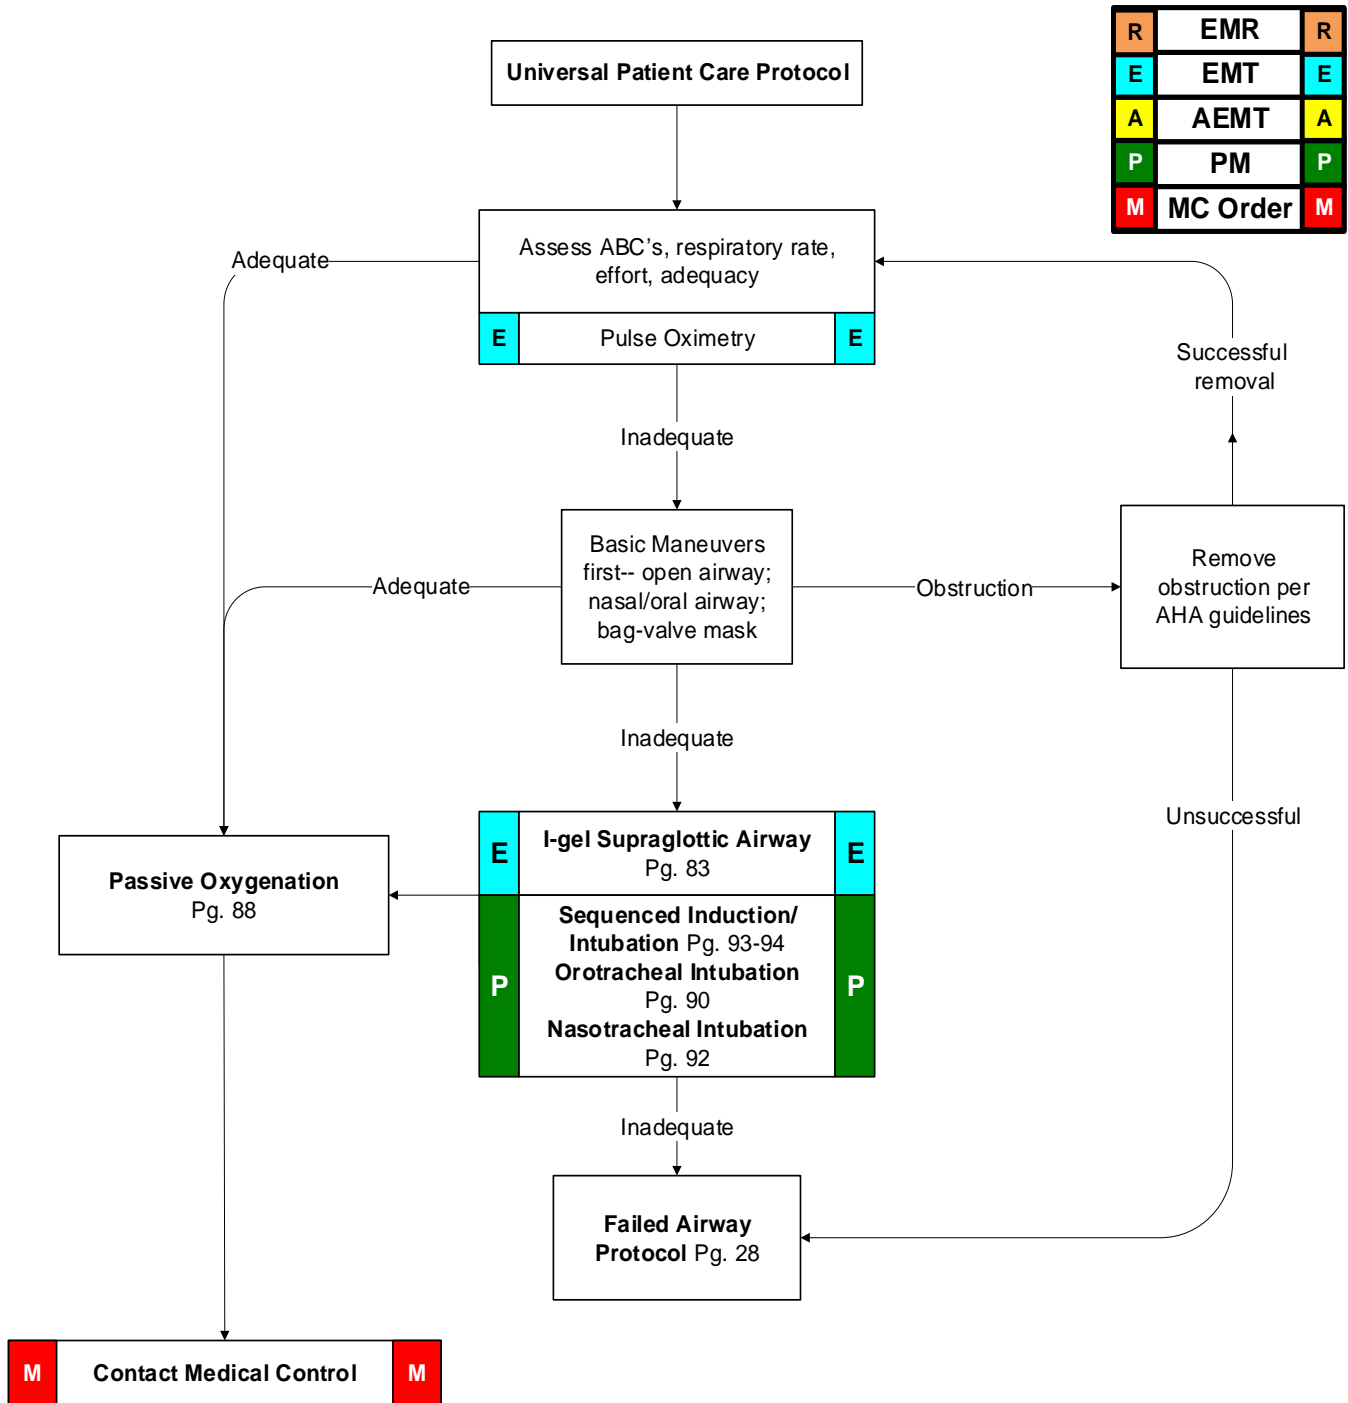 R EMR R
E EMT E
A AEMT A
P PM P
M MC Order M
Universal Patient Care Protocol
Assess ABC's, respiratory rate,
effort, adequacy
E Pulse Oximetry E
Adequate
Successful
removal
Inadequate
Basic Maneuvers
first-- open airway;
nasal/oral airway;
bag-valve mask
Adequate
Obstruction
Remove
obstruction per
AHA guidelines
Inadequate
Unsuccessful
E I-gel Supraglottic Airway E
Pg. 83
Passive Oxygenation
Pg. 88
P Sequenced Induction/ P
Intubation Pg. 93-94
Orotracheal Intubation
Pg. 90
Nasotracheal Intubation
Pg. 92
Inadequate
Failed Airway
Protocol Pg. 28
M Contact Medical Control M